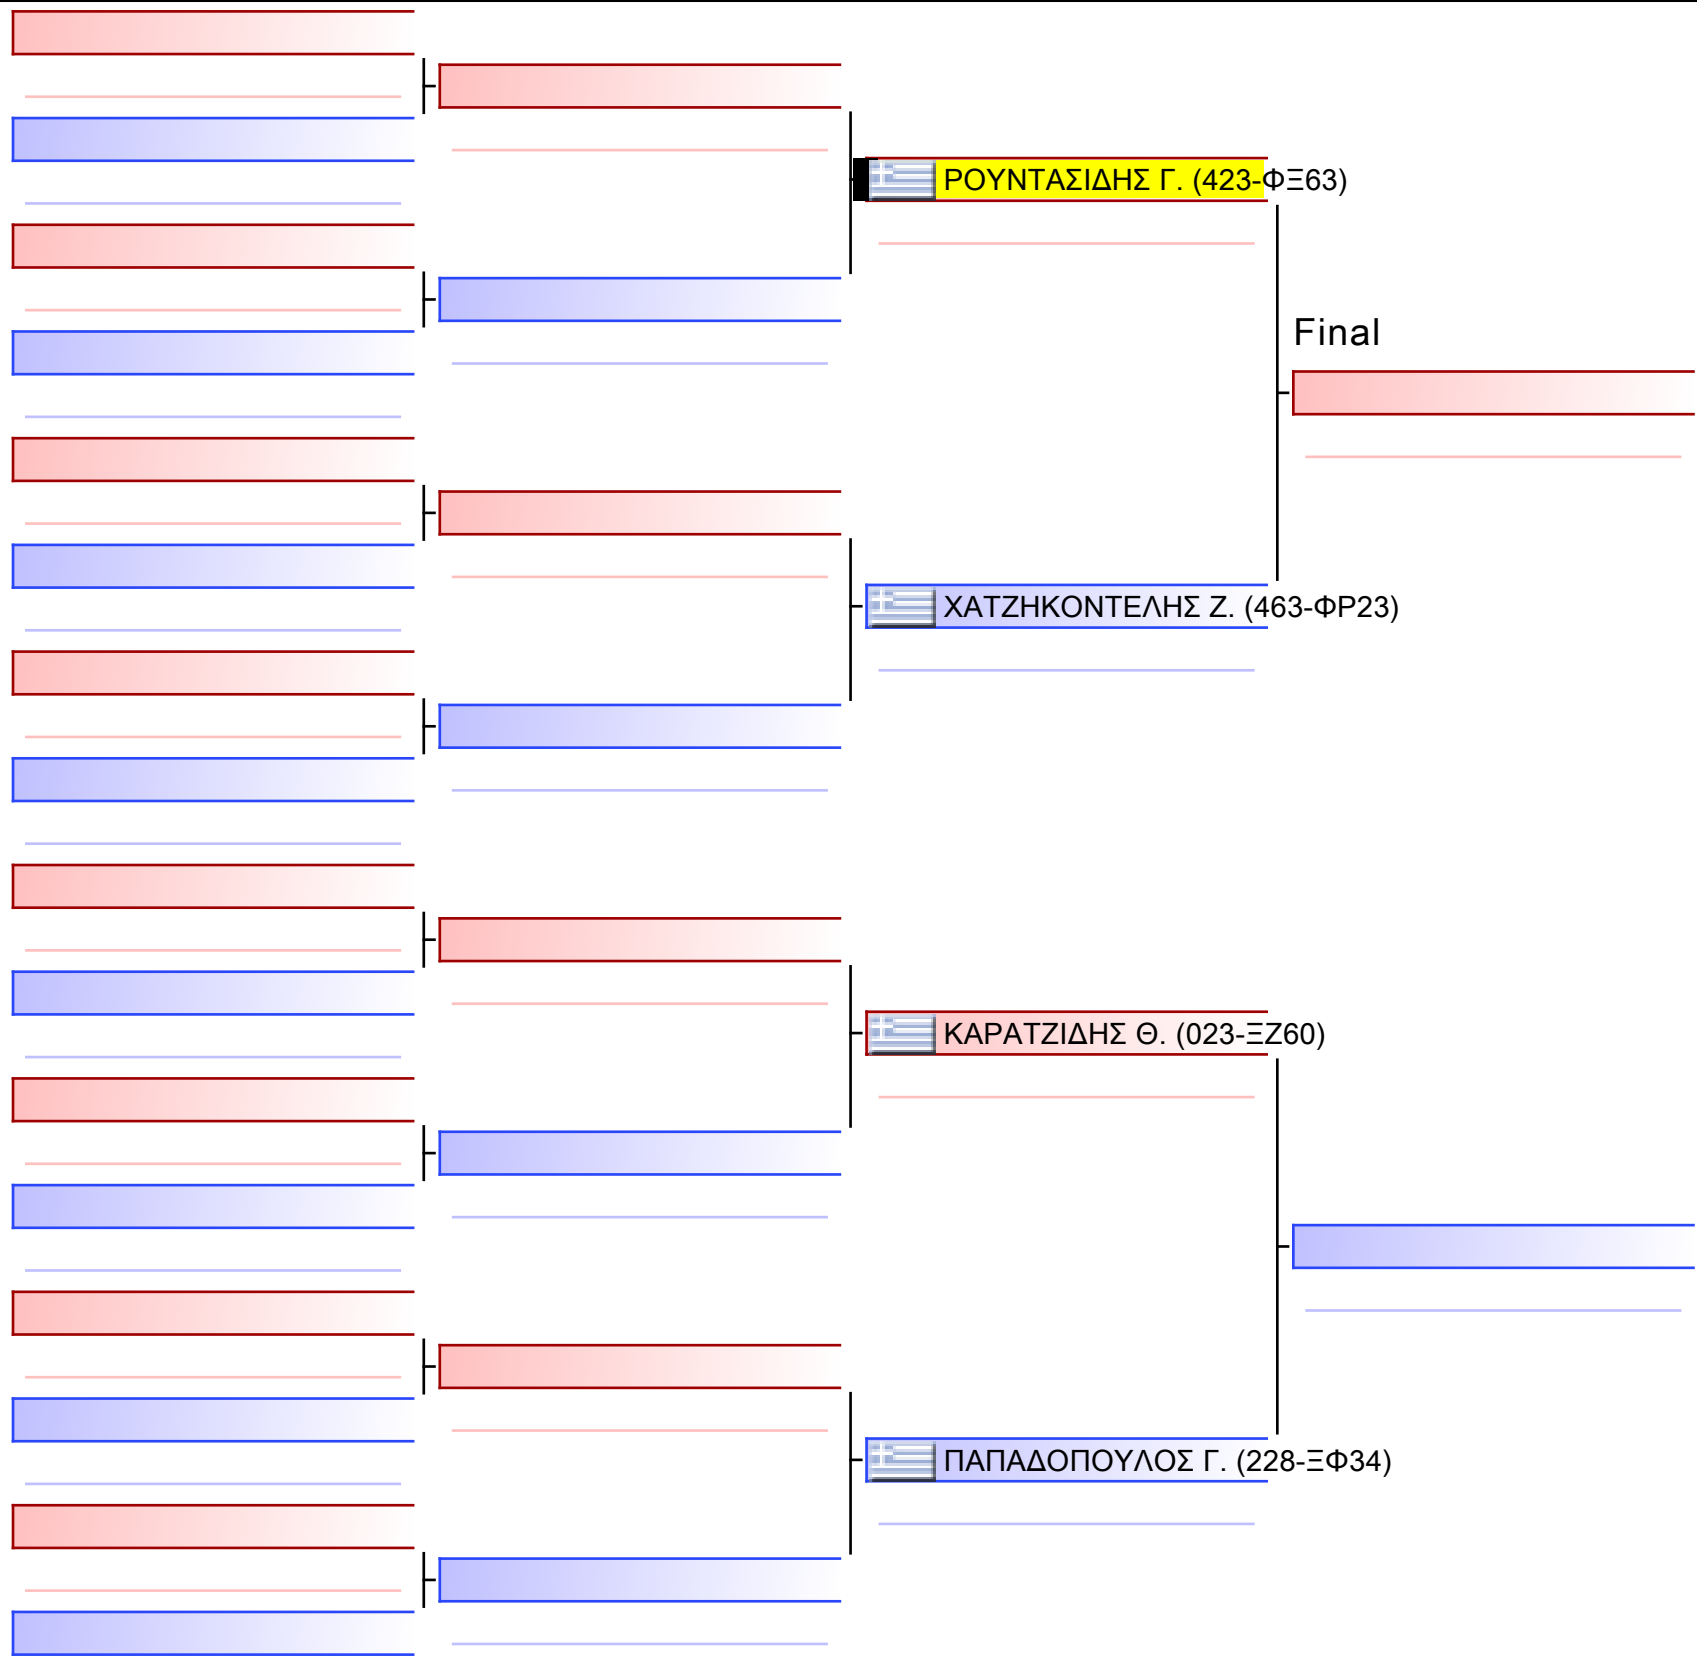 ΡΟΥΝΤΑΣΙΔΗΣ Γ. (423-ΦΞ63)
Final
ΧΑΤΖΗΚΟΝΤΕΛΗΣ Ζ. (463-ΦΡ23)
ΚΑΡΑΤΖΙΔΗΣ Θ. (023-ΞΖ60)
ΠΑΠΑΔΟΠΟΥΛΟΣ Γ. (228-ΞΦ34)